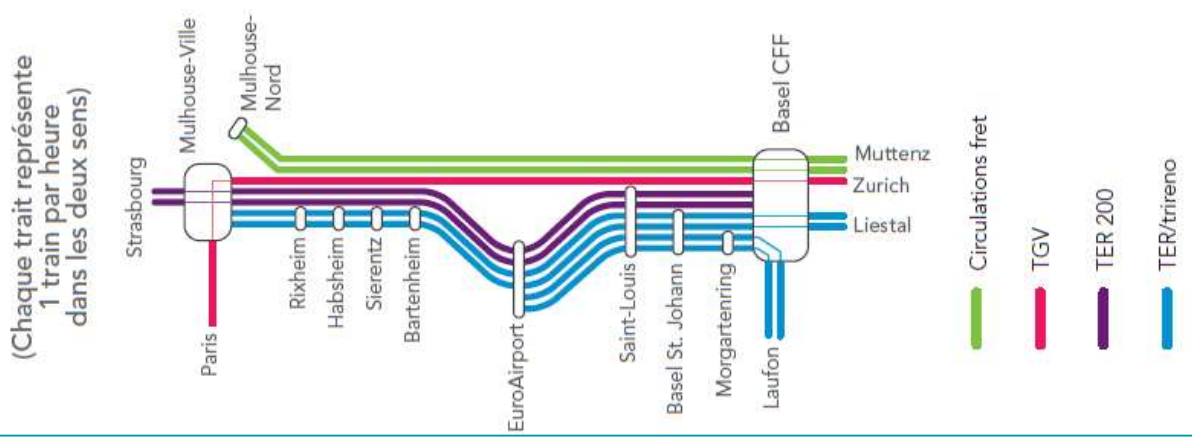 (Chaque trait représente
1 train par heure
dans les deux sens)
Strasbourg
Mulhouse-Ville
Mulhouse-
Nord
Paris
Rixheim
Habsheim
Sierentz
Bartenheim
EuroAirport
Saint-Louis
Basel St. Johann
Morgartenring
Laufon
Basel CFF
Muttenz
Zurich
Liestal
Circulations fret
TGV
TER 200
TER/trireno